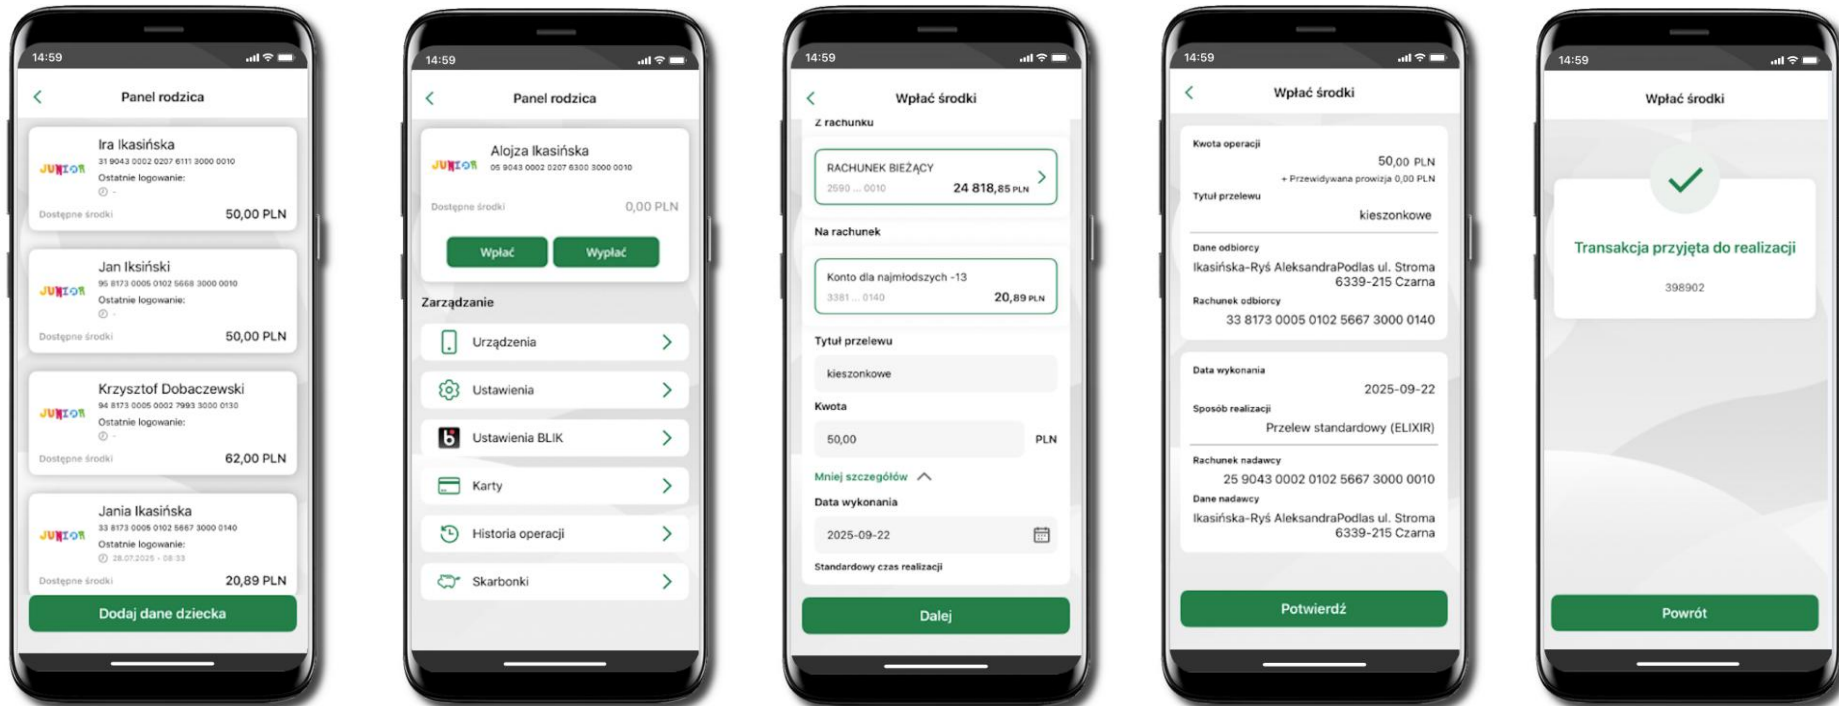 14:59
Panel rodzica
JUNIOR
Ira Ikasińska
31 9043 0002 0207 6111 3000 0010
Ostatnie logowanie:
-
Dostępne środki 50,00 PLN
JUNIOR
Jan Iksiński
95 8173 0005 0102 5668 3000 0010
Ostatnie logowanie:
-
Dostępne środki 50,00 PLN
JUNIOR
Krzysztof Dobaczewski
94 8173 0005 0002 7993 3000 0130
Ostatnie logowanie:
-
Dostępne środki 62,00 PLN
JUNIOR
Jania Ikasińska
33 8173 0005 0102 5667 3000 0140
Ostatnie logowanie:
28.07.2025 - 08:33
Dostępne środki 20,89 PLN
Dodaj dane dziecka
14:59
Panel rodzica
JUNIOR
Alojza Ikasińska
05 9043 0002 0207 6300 3000 0010
Dostępne środki 0,00 PLN
Wpłać Wypłać
Zarządzanie
Urządzenia
Ustawienia
Ustawienia BLIK
Karty
Historia operacji
Skarbonki
14:59
Wpłać środki
Z rachunku
RACHUNEK BIEŻĄCY
2590 ... 0010 24 818,85 PLN
Na rachunek
Konto dla najmłodszych -13
3381 ... 0140 20,89 PLN
Tytuł przelewu
kieszonkowe
Kwota
50,00 PLN
Mniej szczegółów
Data wykonania
2025-09-22
Standardowy czas realizacji
Dalej
14:59
Wpłać środki
Kwota operacji
50,00 PLN
+ Przewidywana prowizja 0,00 PLN
Tytuł przelewu
kieszonkowe
Dane odbiorcy
Ikasińska-Ryś AleksandraPodlas ul. Stroma
6339-215 Czarna
Rachunek odbiorcy
33 8173 0005 0102 5667 3000 0140
Data wykonania
2025-09-22
Sposób realizacji
Przelew standardowy (ELIXIR)
Rachunek nadawcy
25 9043 0002 0102 5667 3000 0010
Dane nadawcy
Ikasińska-Ryś AleksandraPodlas ul. Stroma
6339-215 Czarna
Potwierdź
14:59
Wpłać środki
Transakcja przyjęta do realizacji
398902
Powrót